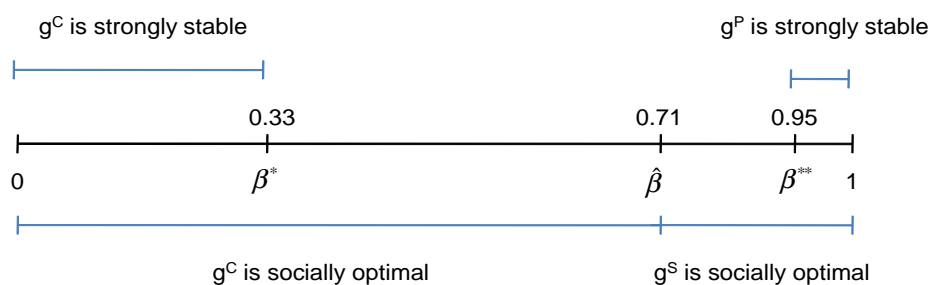 g^C is strongly stable
g^P is strongly stable
0.33 0.71 0.95
0 β* β̂ β** 1
g^C is socially optimal
g^S is socially optimal